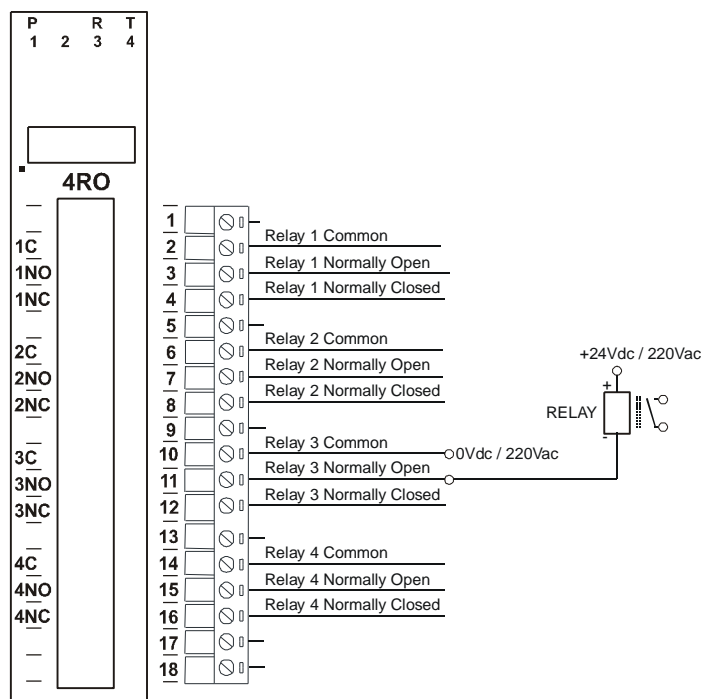 P R T
1 2 3 4
4RO
1C
1NO
1NC
2C
2NO
2NC
3C
3NO
3NC
4C
4NO
4NC
1
2 Relay 1 Common
3 Relay 1 Normally Open
4 Relay 1 Normally Closed
5
6 Relay 2 Common
7 Relay 2 Normally Open
8 Relay 2 Normally Closed
9
10 Relay 3 Common 0Vdc / 220Vac
11 Relay 3 Normally Open
12 Relay 3 Normally Closed
13
14 Relay 4 Common
15 Relay 4 Normally Open
16 Relay 4 Normally Closed
17
18
+24Vdc / 220Vac
+
RELAY
-